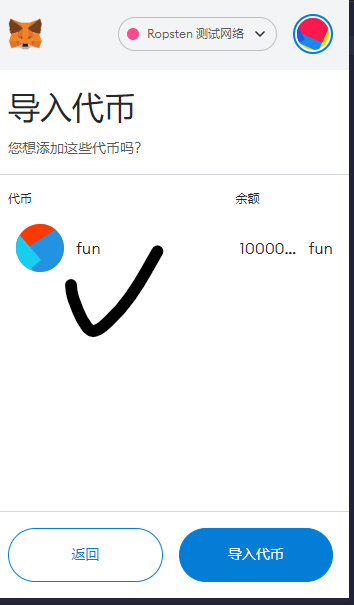 Ropsten 测试网络
导入代币
您想添加这些代币吗?
代币 余额
fun 10000... fun
返回 导入代币